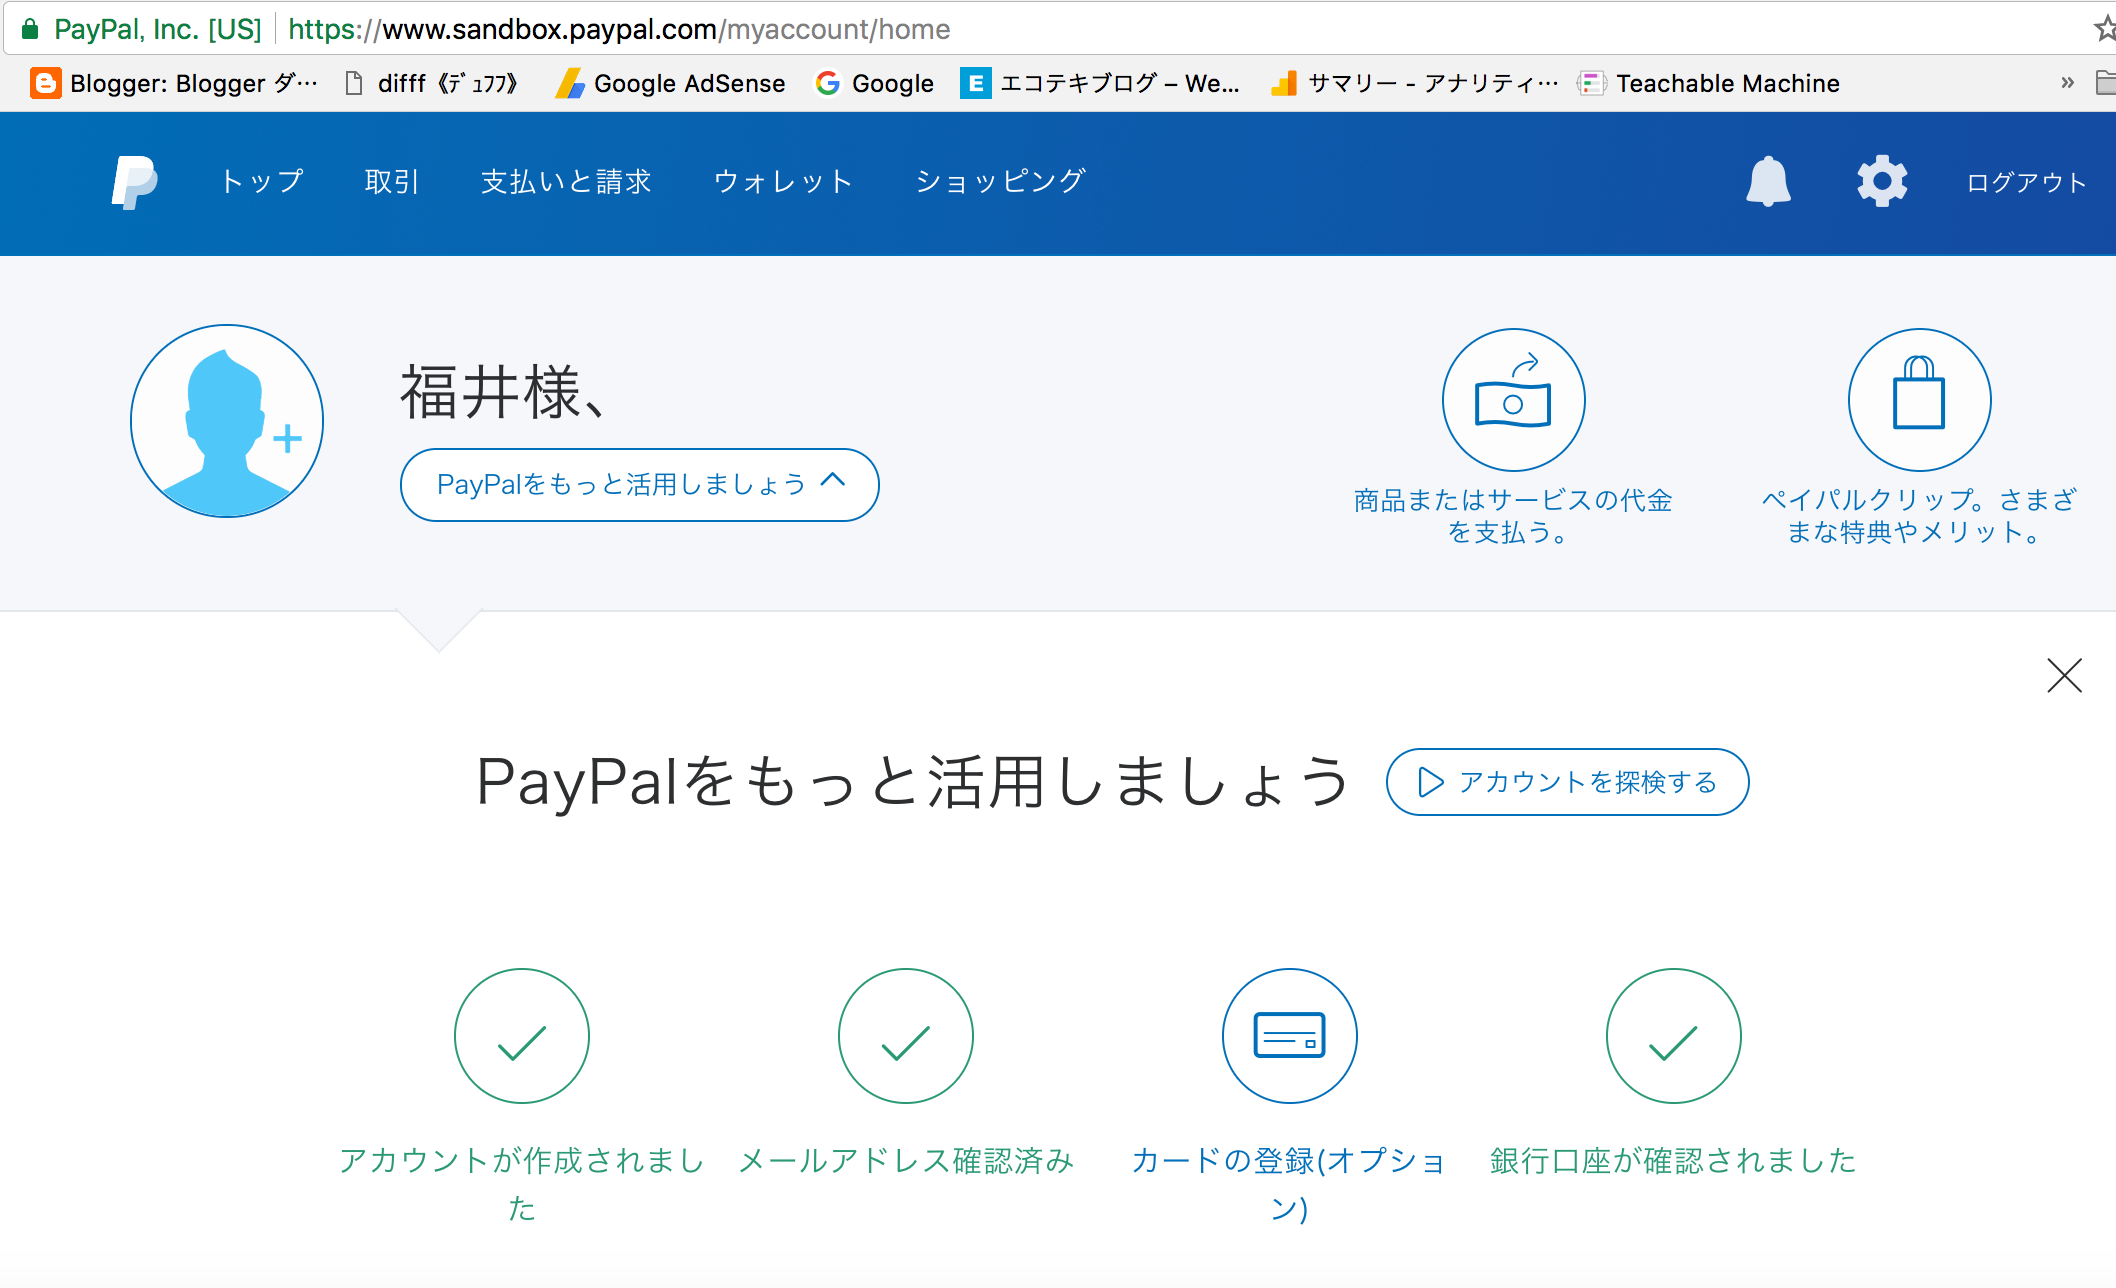 PayPal, Inc. [US] https://www.sandbox.paypal.com/myaccount/home
Blogger: Blogger ダ… difff《ﾃﾞｭﾌﾌ》 Google AdSense Google エコテキブログ – We... サマリー - アナリティ… Teachable Machine »
トップ 取引 支払いと請求 ウォレット ショッピング ログアウト
福井様、
PayPalをもっと活用しましょう
商品またはサービスの代金
を支払う。
ペイパルクリップ。さまざ
まな特典やメリット。
PayPalをもっと活用しましょう
アカウントを探検する
アカウントが作成されまし
た
メールアドレス確認済み
カードの登録(オプショ
ン)
銀行口座が確認されました